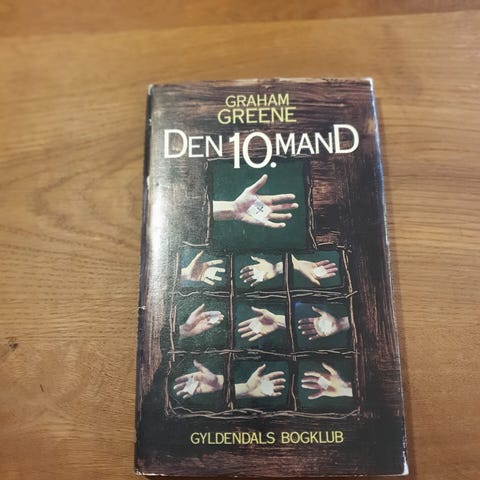 GRAHAM
GREENE
DEN 10. MAND
GYLDENDALS BOGKLUB